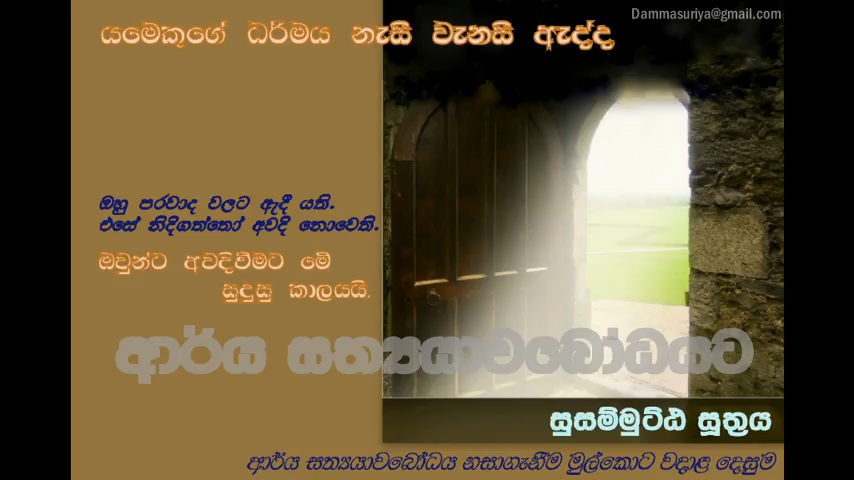 Dammasuriya@gmail.com
යමෙකුගේ ධර්මය නැසී වැනසී ඇද්ද
ඔහු පරවාද වලට ඇදී යති.
එසේ නිදිගත්තෝ අවදි නොවෙති.
ඔවුන්ට අවදිවීමට මේ
සුදුසු කාලයයි.
ආර්ය සත්‍යයාවබෝධයට
සුසම්මුට්ඨ සූත්‍රය
ආර්ය සත්‍යයාවබෝධය නසාගැනීම මුල්කොට වදාළ දෙසුම